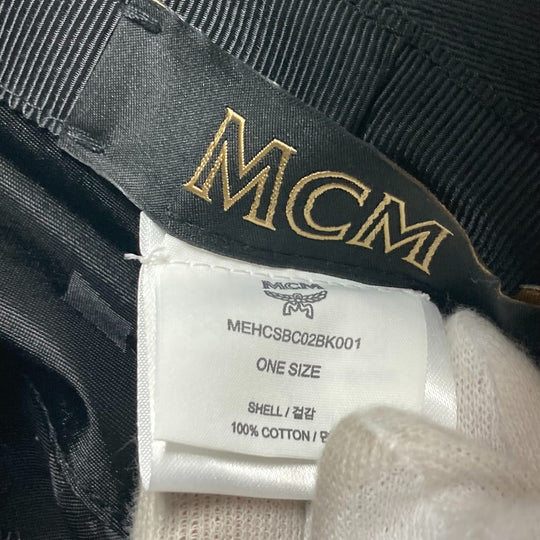 MCM
MCM
MEHCSBC02BK001
ONE SIZE
SHELL / 겉감
100% COTTON /